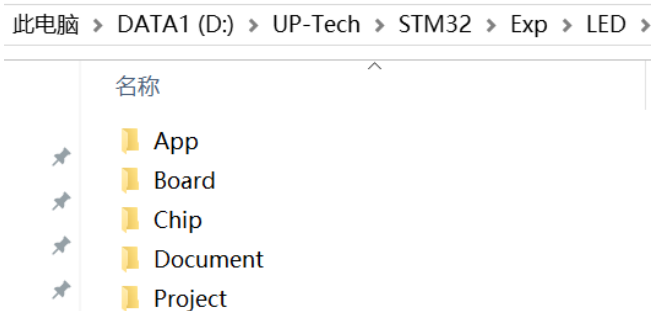 此电脑 > DATA1 (D:) > UP-Tech > STM32 > Exp > LED >
名称
App
Board
Chip
Document
Project